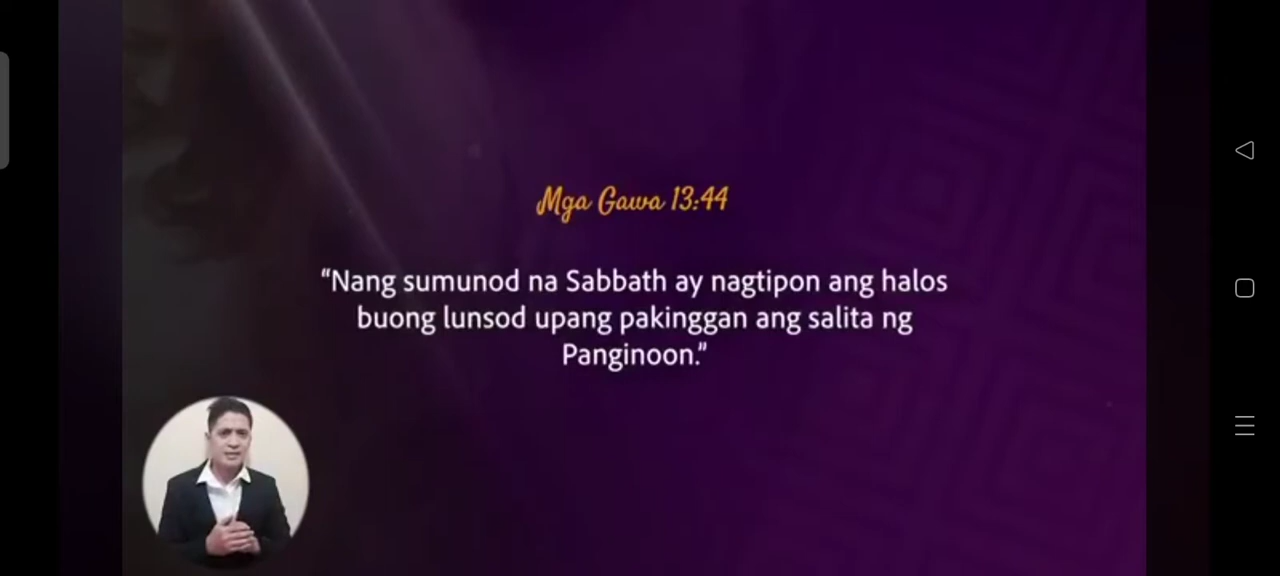 Mga Gawa 13:44
“Nang sumunod na Sabbath ay nagtipon ang halos
buong lunsod upang pakinggan ang salita ng
Panginoon.”